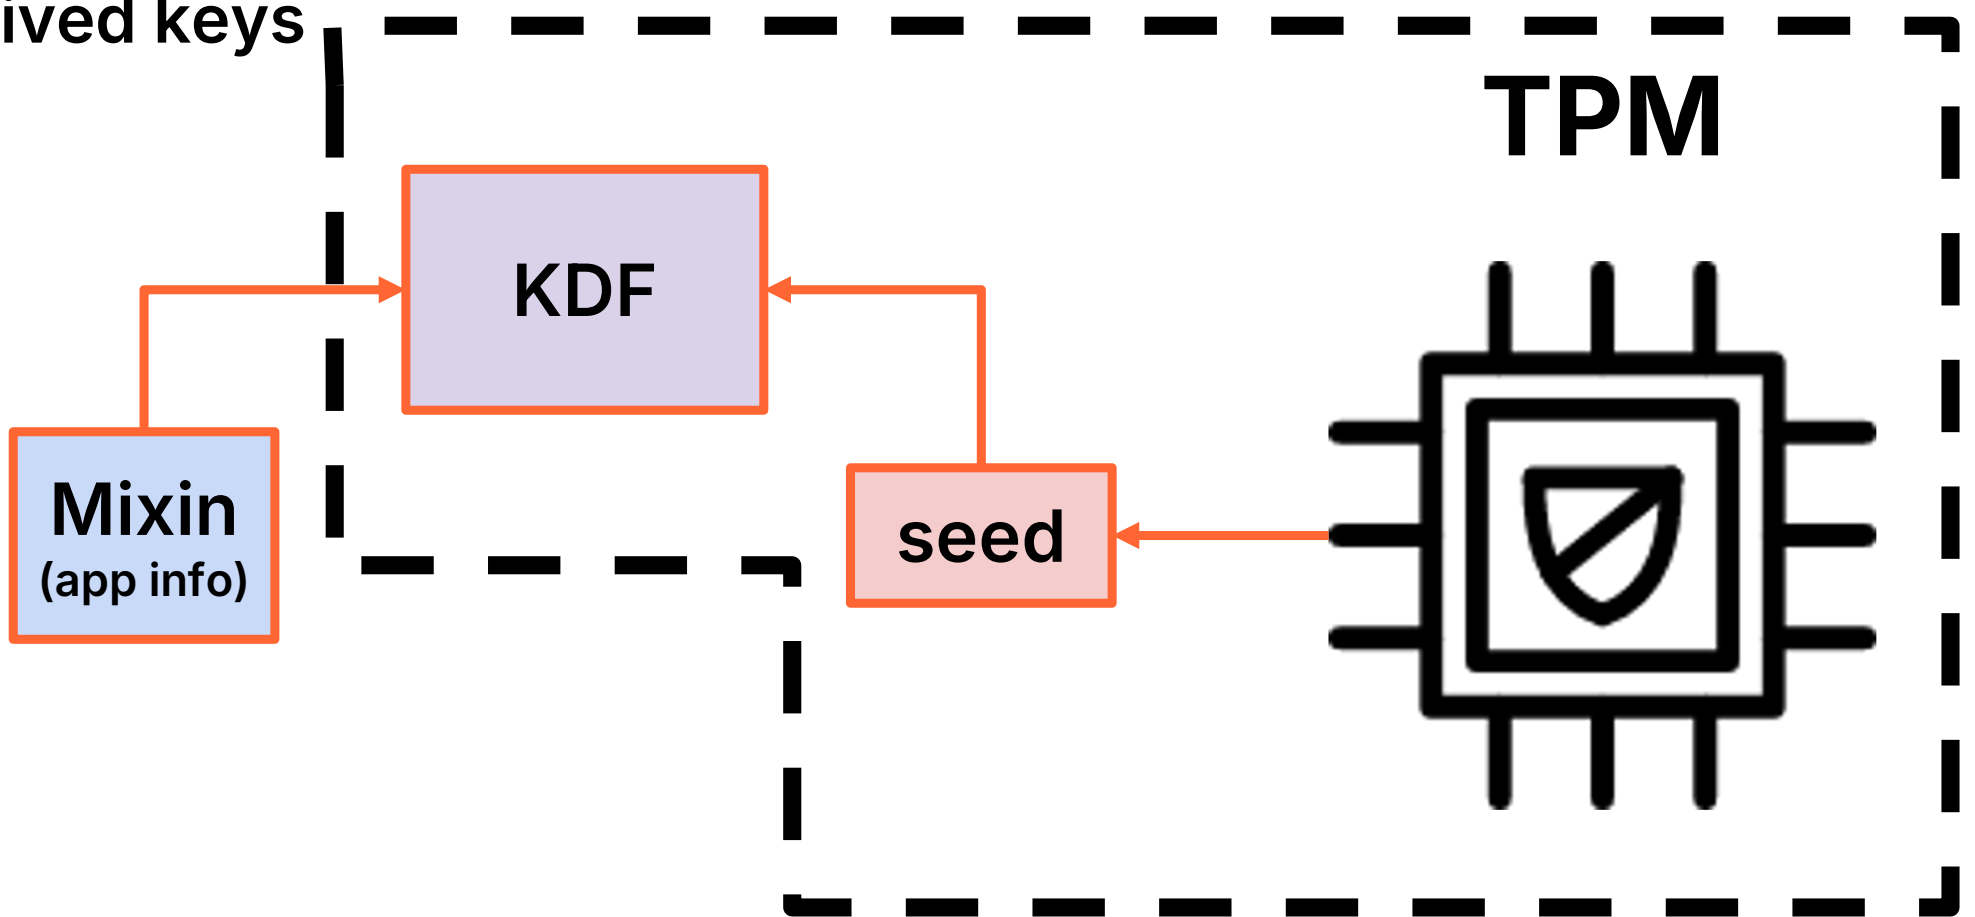 ived keys
TPM
KDF
Mixin
(app info)
seed